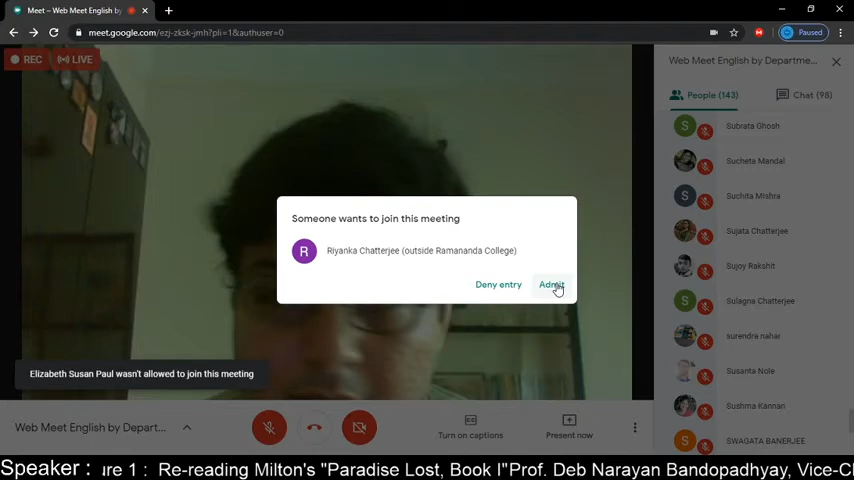 Meet – Web Meet English by
meet.google.com/ezj-zksk-jmh?pli=1&authuser=0
Paused
REC
LIVE
Web Meet English by Departme...
People (143)
Chat (98)
S
Subrata Ghosh
Sucheta Mandal
S
Suchita Mishra
Sujata Chatterjee
Sujoy Rakshit
S
Sulagna Chatterjee
surendra nahar
Susanta Nole
Sushma Kannari
S
SWAGATA BANERJEE
Someone wants to join this meeting
R
Riyanka Chatterjee (outside Ramananda College)
Deny entry
Admit
Elizabeth Susan Paul wasn't allowed to join this meeting
Web Meet English by Depart...
Turn on captions
Present now
Speaker : ure 1 : Re-reading Milton's "Paradise Lost, Book I"Prof. Deb Narayan Bandopadhyay, Vice-C